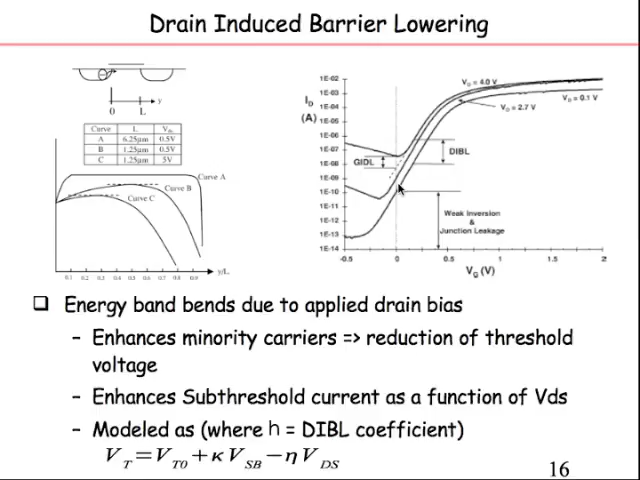 Drain Induced Barrier Lowering
y
0 L
Curve L V_DS
A 6.25μm 0.5V
B 1.25μm 0.5V
C 1.25μm 5V
Curve A
Curve B
Curve C
0.1 0.2 0.3 0.4 0.5 0.6 0.7 0.8 0.9
y/L
I_D
(A)
1E-02
1E-03
1E-04
1E-05
1E-06
1E-07
1E-08
1E-09
1E-10
1E-11
1E-12
1E-13
1E-14
V_D = 4.0 V
V_D = 0.1 V
V_D = 2.7 V
GIDL
DIBL
Weak Inversion
&
Junction Leakage
-0.5 0 0.5 1 1.5 2
V_G (V)
❑ Energy band bends due to applied drain bias
– Enhances minority carriers => reduction of threshold
voltage
– Enhances Subthreshold current as a function of Vds
– Modeled as (where h = DIBL coefficient)
V_T = V_T0 + κ V_SB − η V_DS
16